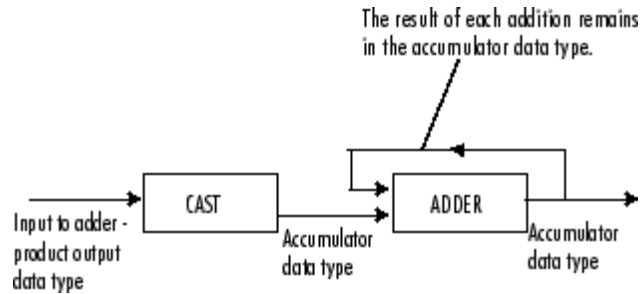 The result of each addition remains
in the accumulator data type.
CAST
ADDER
Input to adder -
product output
data type
Accumulator
data type
Accumulator
data type